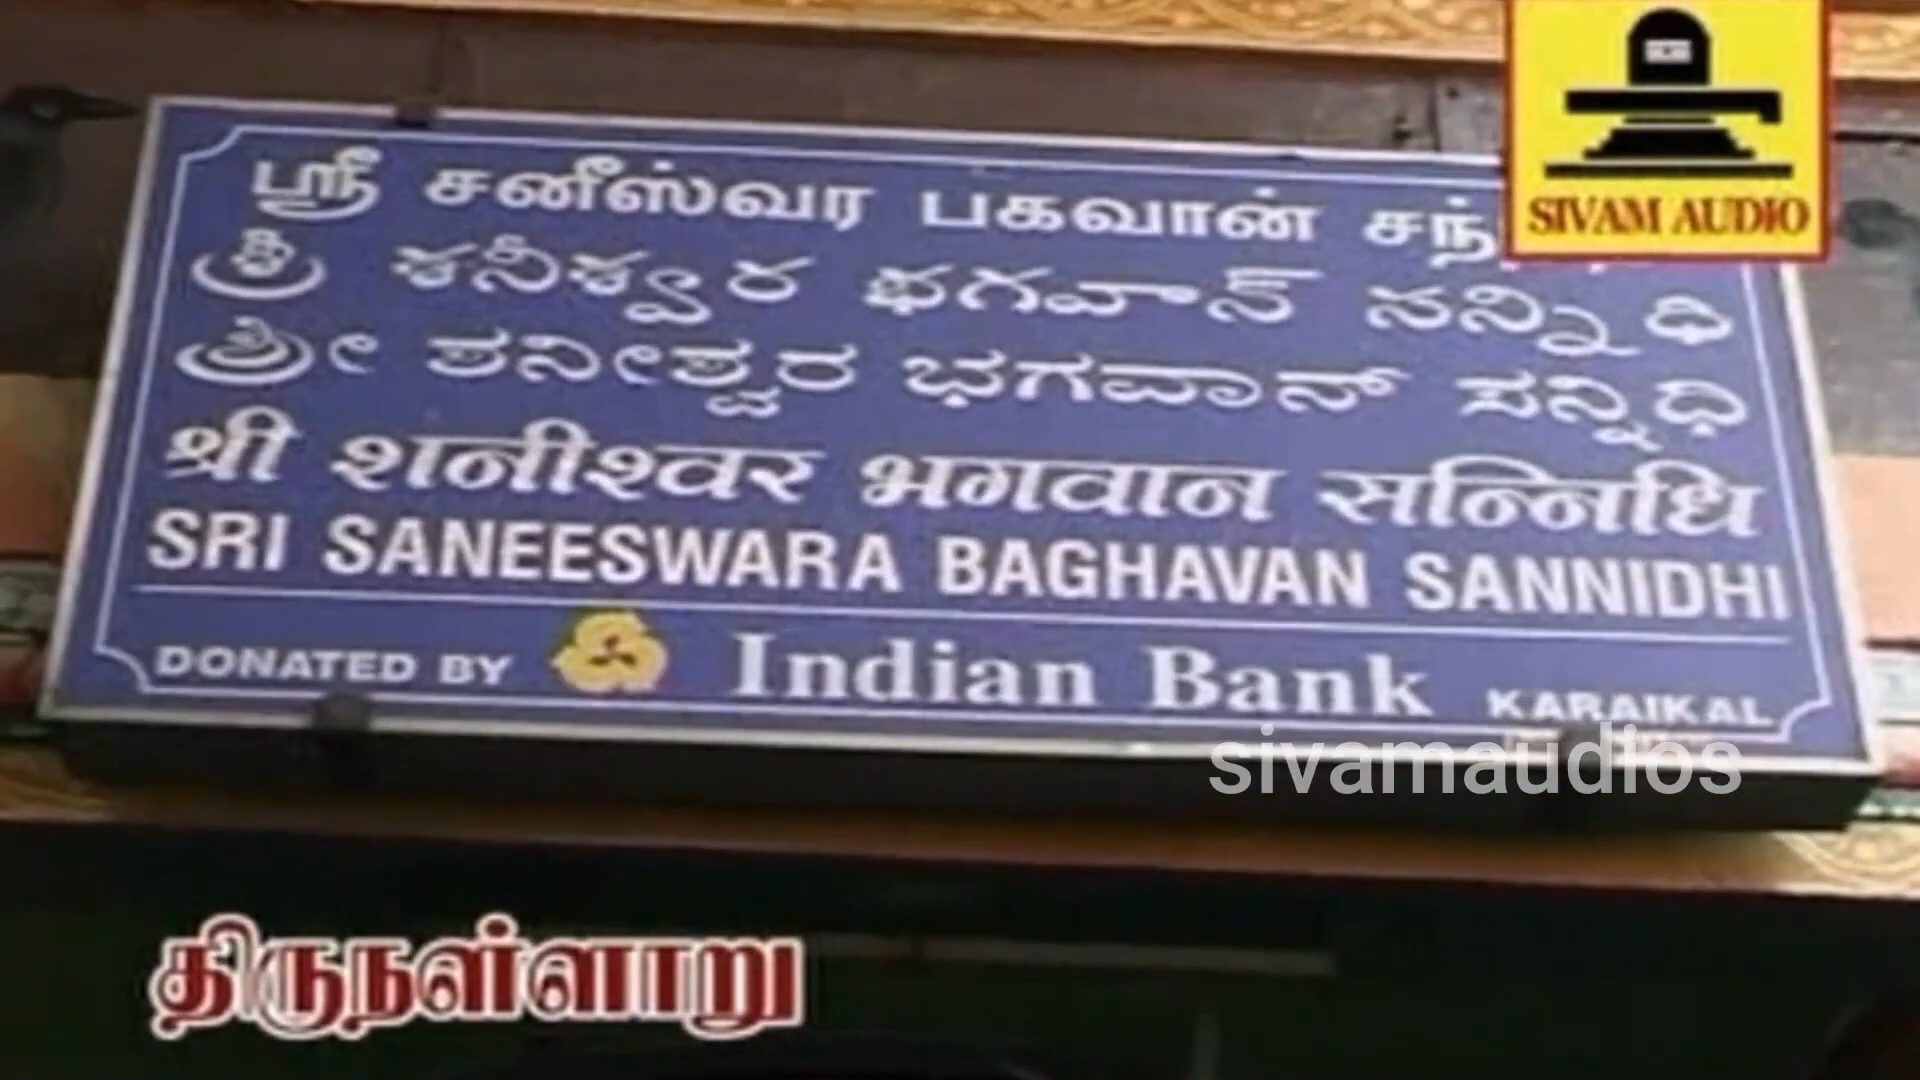 SIVAM AUDIO
ஸ்ரீ சனீஸ்வர பகவான்
శ్రీ శనీశ్వర భగవాన్ సన్నిధి
ಶ್ರೀ ಶನೀಶ್ವರ ಭಗವಾನ್ ಸನ್ನಿಧಿ
श्री शनीश्वर भगवान सन्निधि
SRI SANEESWARA BAGHAVAN SANNIDHI
DONATED BY Indian Bank KARAIKAL
sivamaudios
திருநள்ளாறு